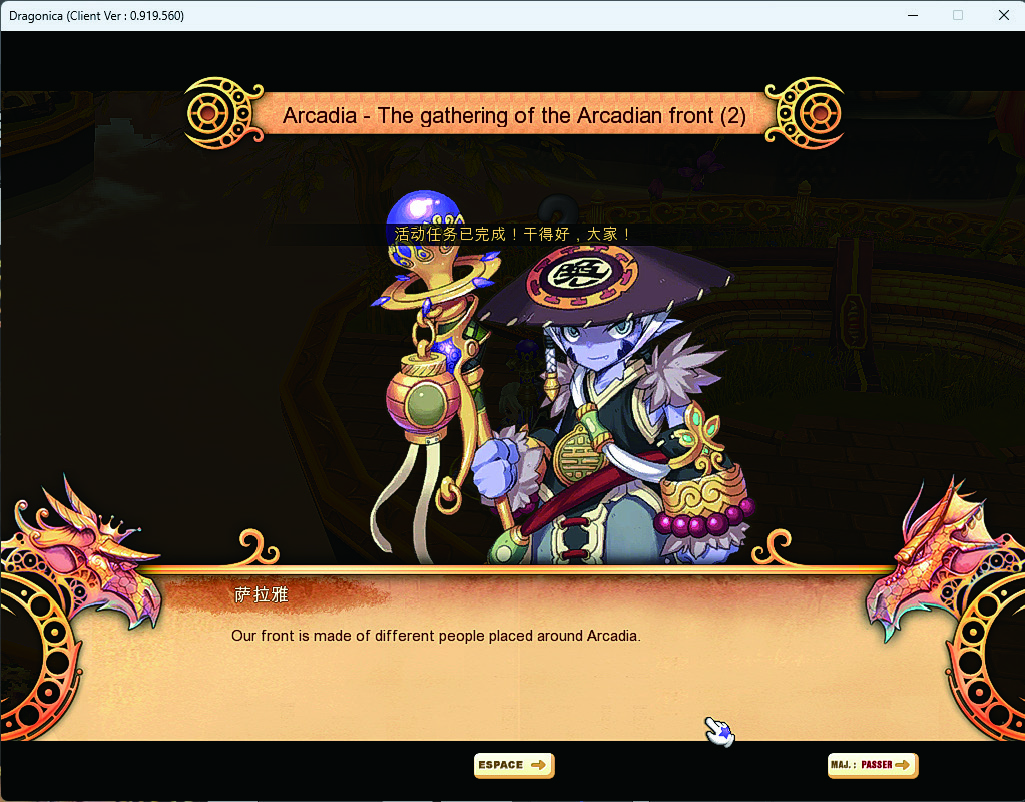 Dragonica (Client Ver : 0.919.560)
Arcadia - The gathering of the Arcadian front (2)
活动任务已完成！干得好，大家！
萨拉雅
Our front is made of different people placed around Arcadia.
ESPACE
MAJ. : PASSER